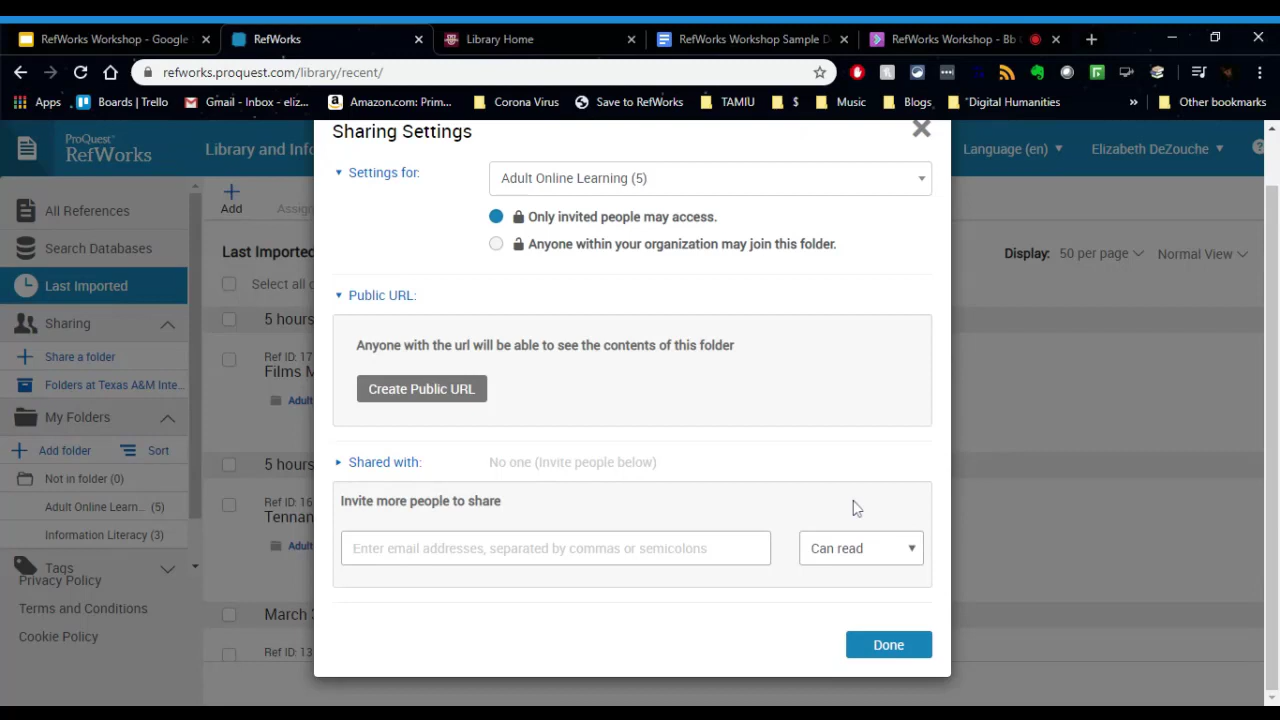 RefWorks Workshop - Google
RefWorks
Library Home
RefWorks Workshop Sample D
RefWorks Workshop - Bb
refworks.proquest.com/library/recent/
Apps
Boards | Trello
Gmail - Inbox - eliz...
Amazon.com: Prim...
Corona Virus
Save to RefWorks
TAMIU
$
Music
Blogs
"Digital Humanities
»
Other bookmarks
ProQuest
RefWorks
Library and Info
Language (en)
Elizabeth DeZouche
All References
Search Databases
Last Imported
Sharing
Share a folder
Folders at Texas A&M Inte...
My Folders
Add folder
Sort
Not in folder (0)
Adult Online Learn... (5)
Information Literacy (3)
Tags
Privacy Policy
Terms and Conditions
Cookie Policy
Add
Last Imported
Display: 50 per page Normal View
Select all
5 hours
Ref ID: 17
Films M
Adult
5 hours
Ref ID: 16
Tennan
Adult
March
Ref ID: 13
Sharing Settings
Settings for:
Adult Online Learning (5)
Only invited people may access.
Anyone within your organization may join this folder.
Public URL:
Anyone with the url will be able to see the contents of this folder
Create Public URL
Shared with:
No one (Invite people below)
Invite more people to share
Enter email addresses, separated by commas or semicolons
Can read
Done